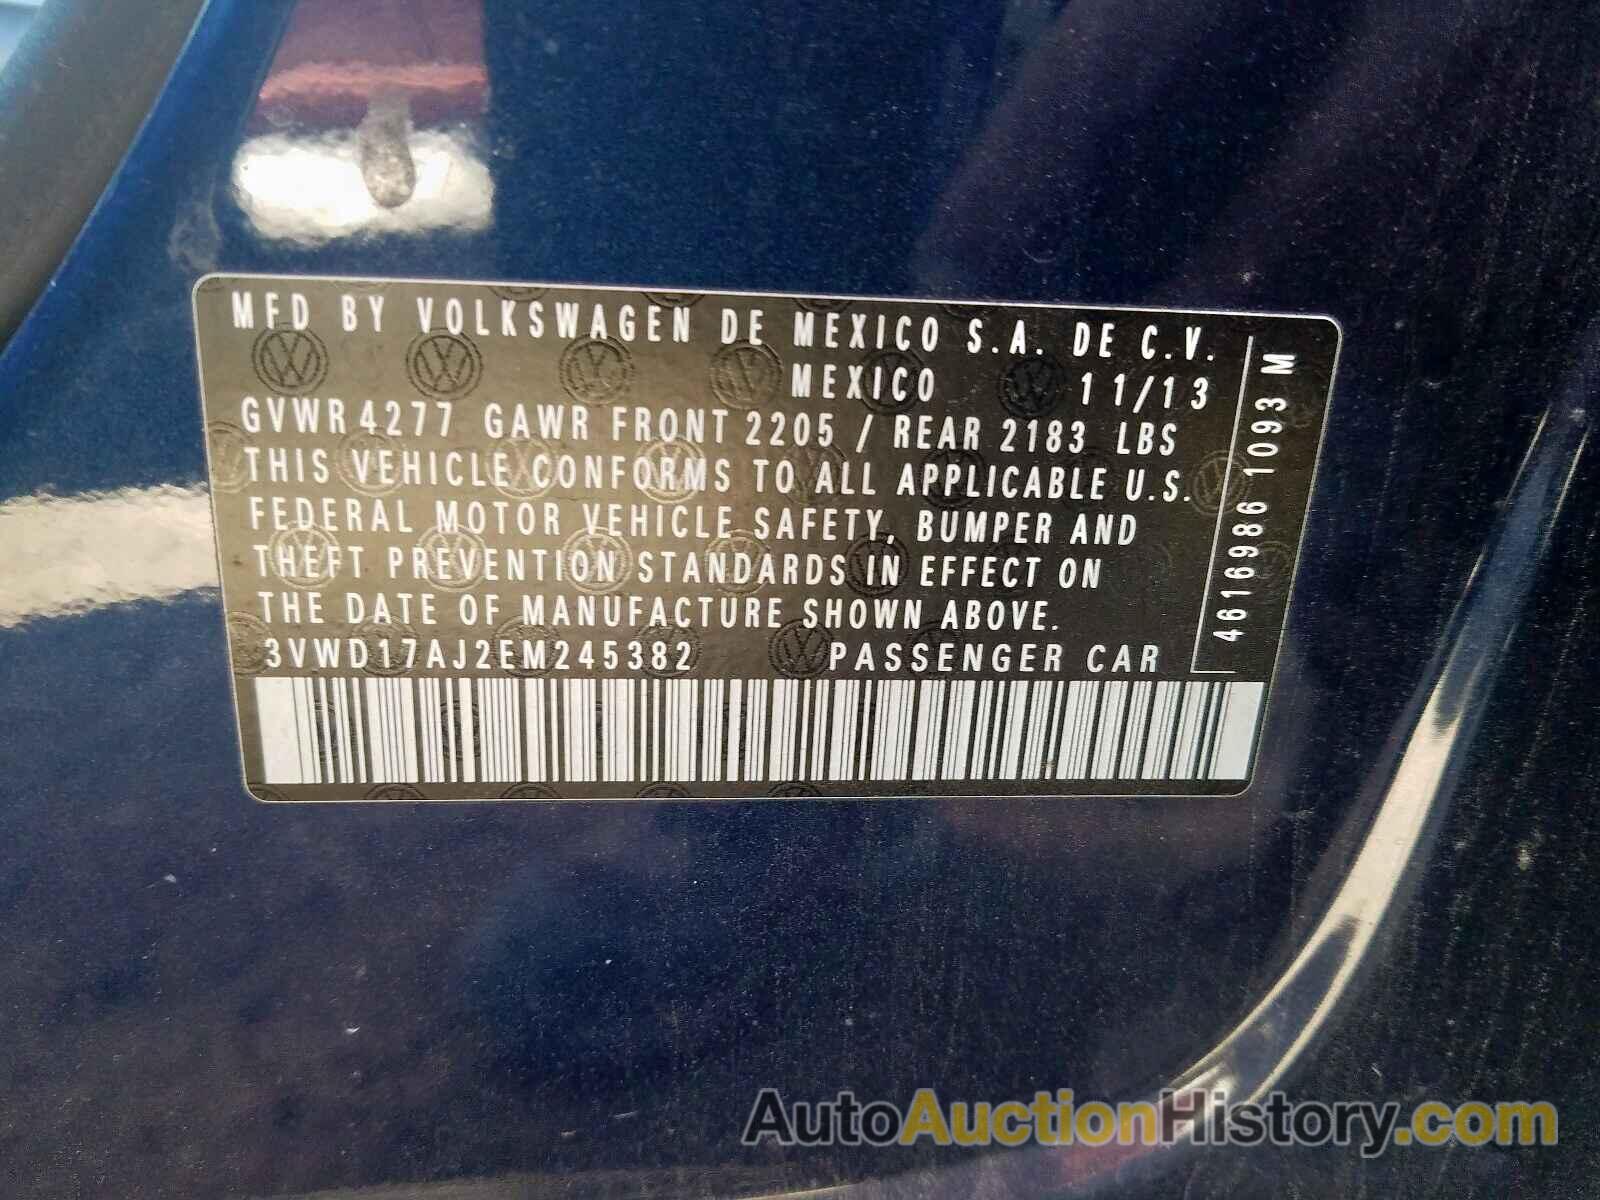 MFD BY VOLKSWAGEN DE MEXICO S.A. DE C.V.
MEXICO 11/13
GVWR 4277 GAWR FRONT 2205 / REAR 2183 LBS
THIS VEHICLE CONFORMS TO ALL APPLICABLE U.S.
FEDERAL MOTOR VEHICLE SAFETY, BUMPER AND
THEFT PREVENTION STANDARDS IN EFFECT ON
THE DATE OF MANUFACTURE SHOWN ABOVE.
3VWD17AJ2EM245382 PASSENGER CAR
4616986 1093 M
AutoAuctionHistory.com